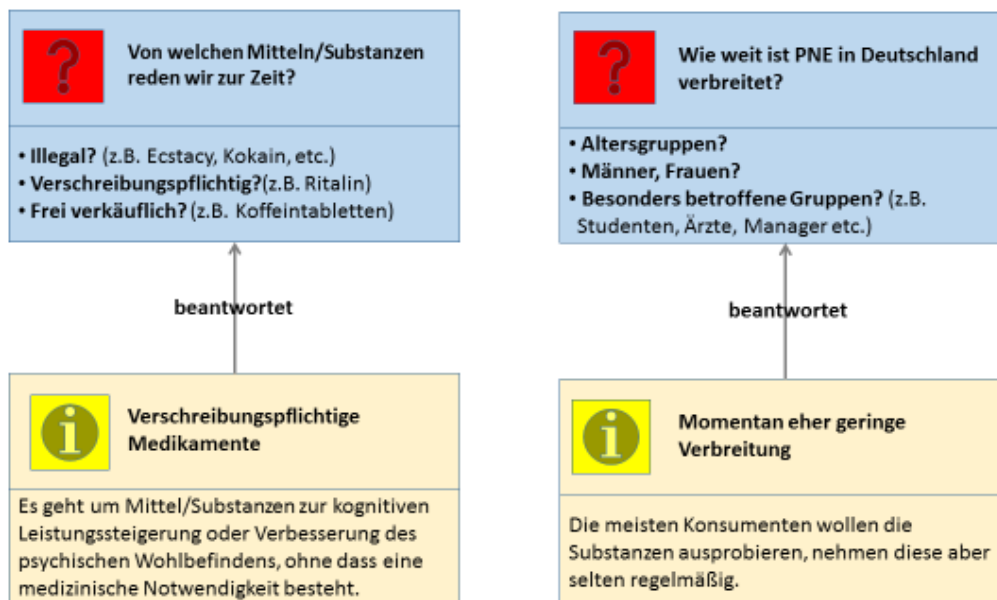 Von welchen Mitteln/Substanzen
reden wir zur Zeit?
• Illegal? (z.B. Ecstacy, Kokain, etc.)
• Verschreibungspflichtig?(z.B. Ritalin)
• Frei verkäuflich? (z.B. Koffeintabletten)
beantwortet
Verschreibungspflichtige
Medikamente
Es geht um Mittel/Substanzen zur kognitiven
Leistungssteigerung oder Verbesserung des
psychischen Wohlbefindens, ohne dass eine
medizinische Notwendigkeit besteht.
Wie weit ist PNE in Deutschland
verbreitet?
• Altersgruppen?
• Männer, Frauen?
• Besonders betroffene Gruppen? (z.B.
Studenten, Ärzte, Manager etc.)
beantwortet
Momentan eher geringe
Verbreitung
Die meisten Konsumenten wollen die
Substanzen ausprobieren, nehmen diese aber
selten regelmäßig.